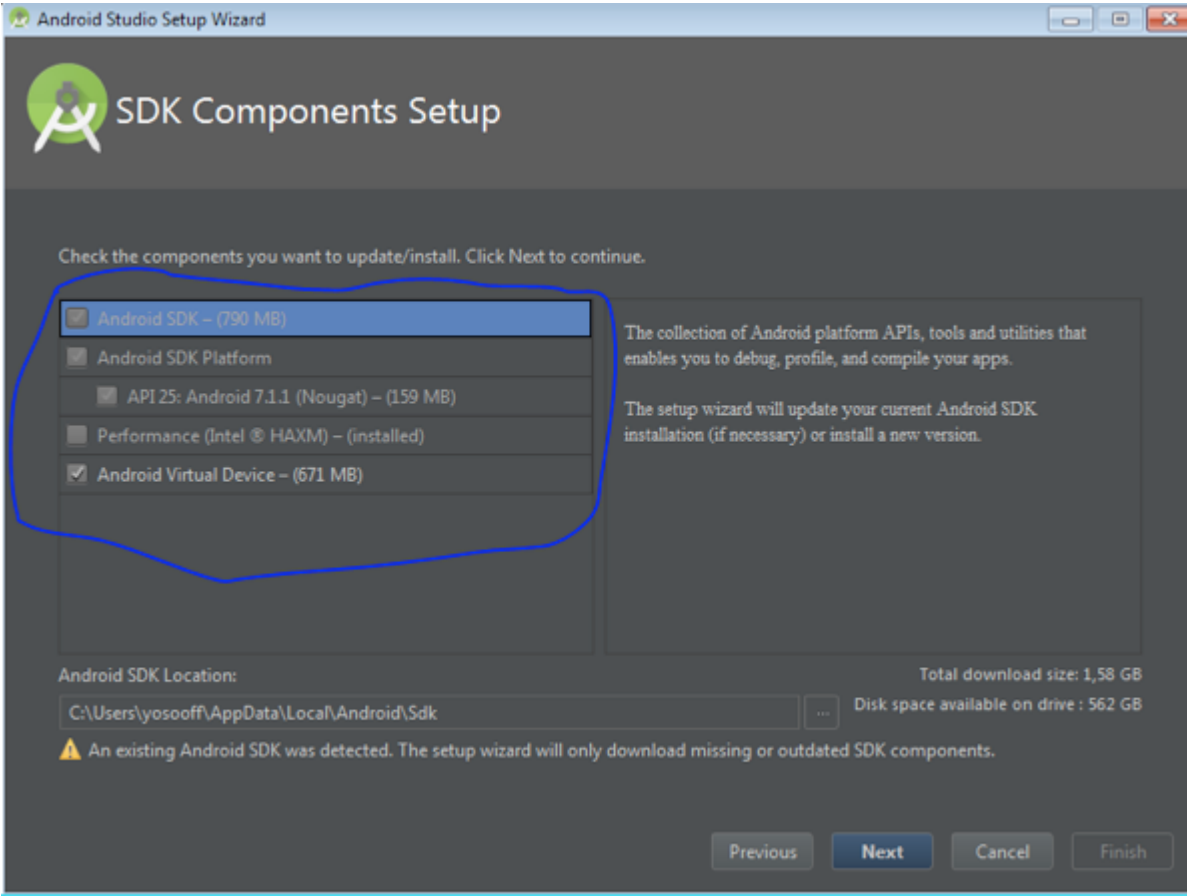 Android Studio Setup Wizard
SDK Components Setup
Check the components you want to update/install. Click Next to continue.
Android SDK – (790 MB)
Android SDK Platform
API 25: Android 7.1.1 (Nougat) – (159 MB)
Performance (Intel ® HAXM) – (installed)
Android Virtual Device – (671 MB)
The collection of Android platform APIs, tools and utilities that
enables you to debug, profile, and compile your apps.
The setup wizard will update your current Android SDK
installation (if necessary) or install a new version.
Android SDK Location:
Total download size: 1,58 GB
C:\Users\yosooff\AppData\Local\Android\Sdk
...
Disk space available on drive : 562 GB
An existing Android SDK was detected. The setup wizard will only download missing or outdated SDK components.
Previous
Next
Cancel
Finish